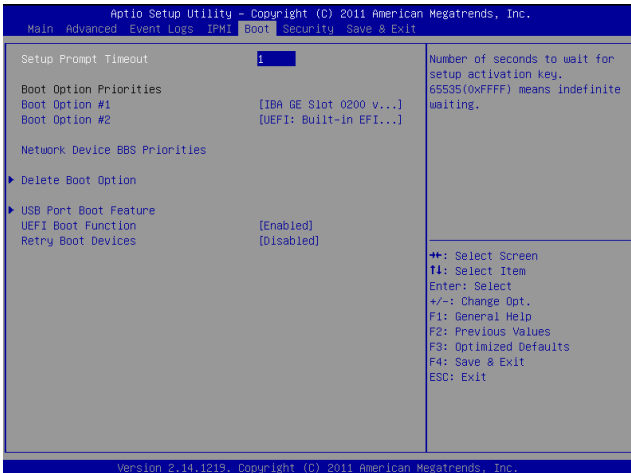 Aptio Setup Utility – Copyright (C) 2011 American Megatrends, Inc.
Main Advanced Event Logs IPMI Boot Security Save & Exit
Setup Prompt Timeout 1
Boot Option Priorities
Boot Option #1 [IBA GE Slot 0200 v...]
Boot Option #2 [UEFI: Built-in EFI...]
Network Device BBS Priorities
Delete Boot Option
USB Port Boot Feature
UEFI Boot Function [Enabled]
Retry Boot Devices [Disabled]
Number of seconds to wait for
setup activation key.
65535(0xFFFF) means indefinite
waiting.
→←: Select Screen
↑↓: Select Item
Enter: Select
+/-: Change Opt.
F1: General Help
F2: Previous Values
F3: Optimized Defaults
F4: Save & Exit
ESC: Exit
Version 2.14.1219. Copyright (C) 2011 American Megatrends, Inc.